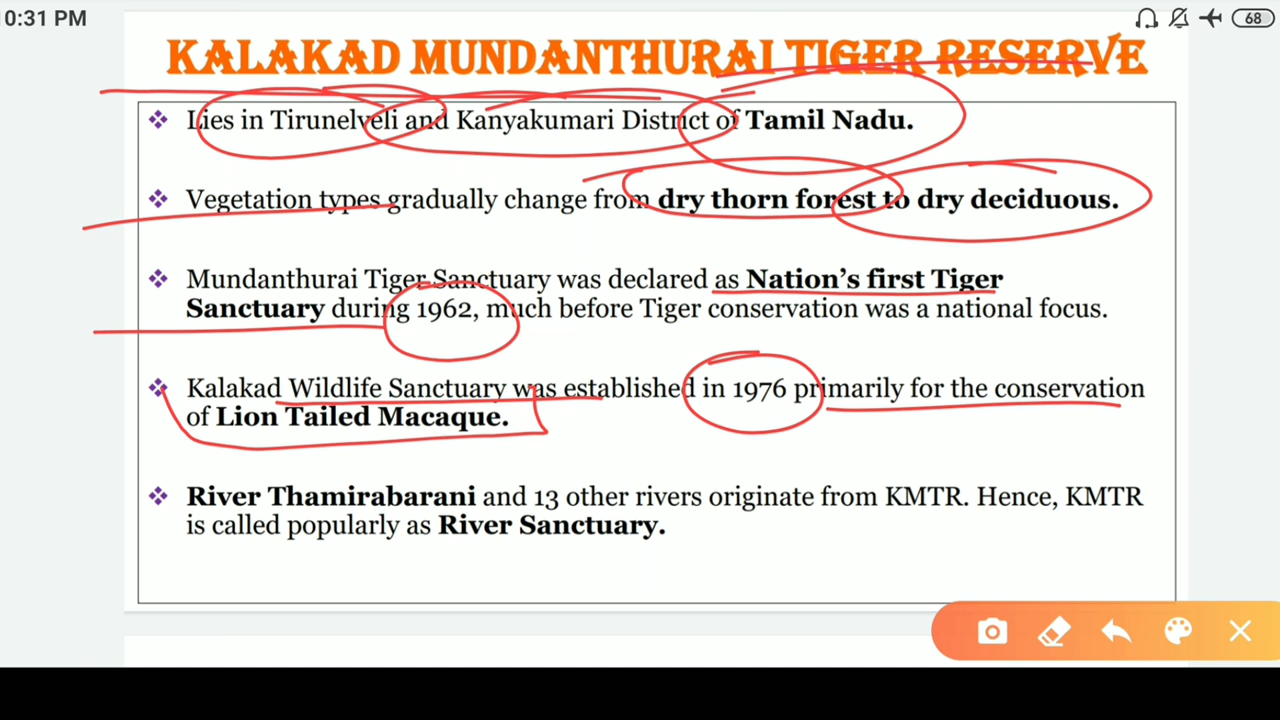 0:31 PM
68
KALAKAD MUNDANTHURAI TIGER RESERVE
Lies in Tirunelveli and Kanyakumari District of Tamil Nadu.
Vegetation types gradually change from dry thorn forest to dry deciduous.
Mundanthurai Tiger Sanctuary was declared as Nation's first Tiger
Sanctuary during 1962, much before Tiger conservation was a national focus.
Kalakad Wildlife Sanctuary was established in 1976 primarily for the conservation
of Lion Tailed Macaque.
River Thamirabarani and 13 other rivers originate from KMTR. Hence, KMTR
is called popularly as River Sanctuary.